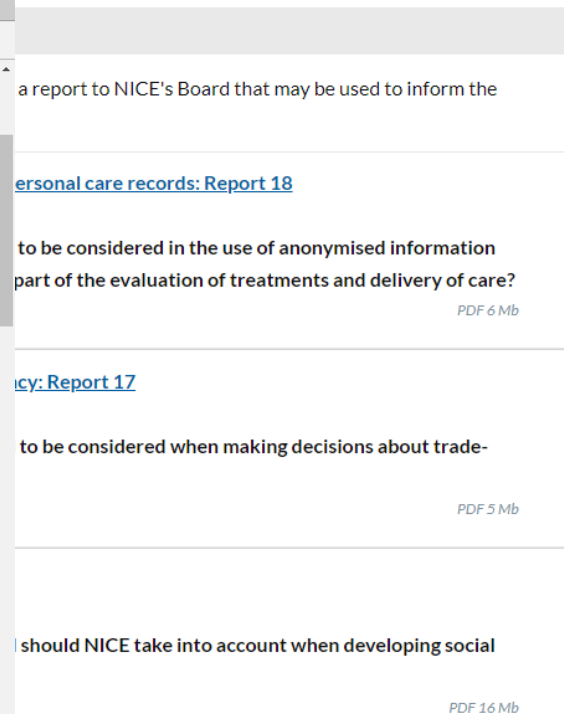 a report to NICE's Board that may be used to inform the
ersonal care records: Report 18
to be considered in the use of anonymised information
part of the evaluation of treatments and delivery of care?
PDF 6 Mb
cy: Report 17
to be considered when making decisions about trade-
PDF 5 Mb
should NICE take into account when developing social
PDF 16 Mb